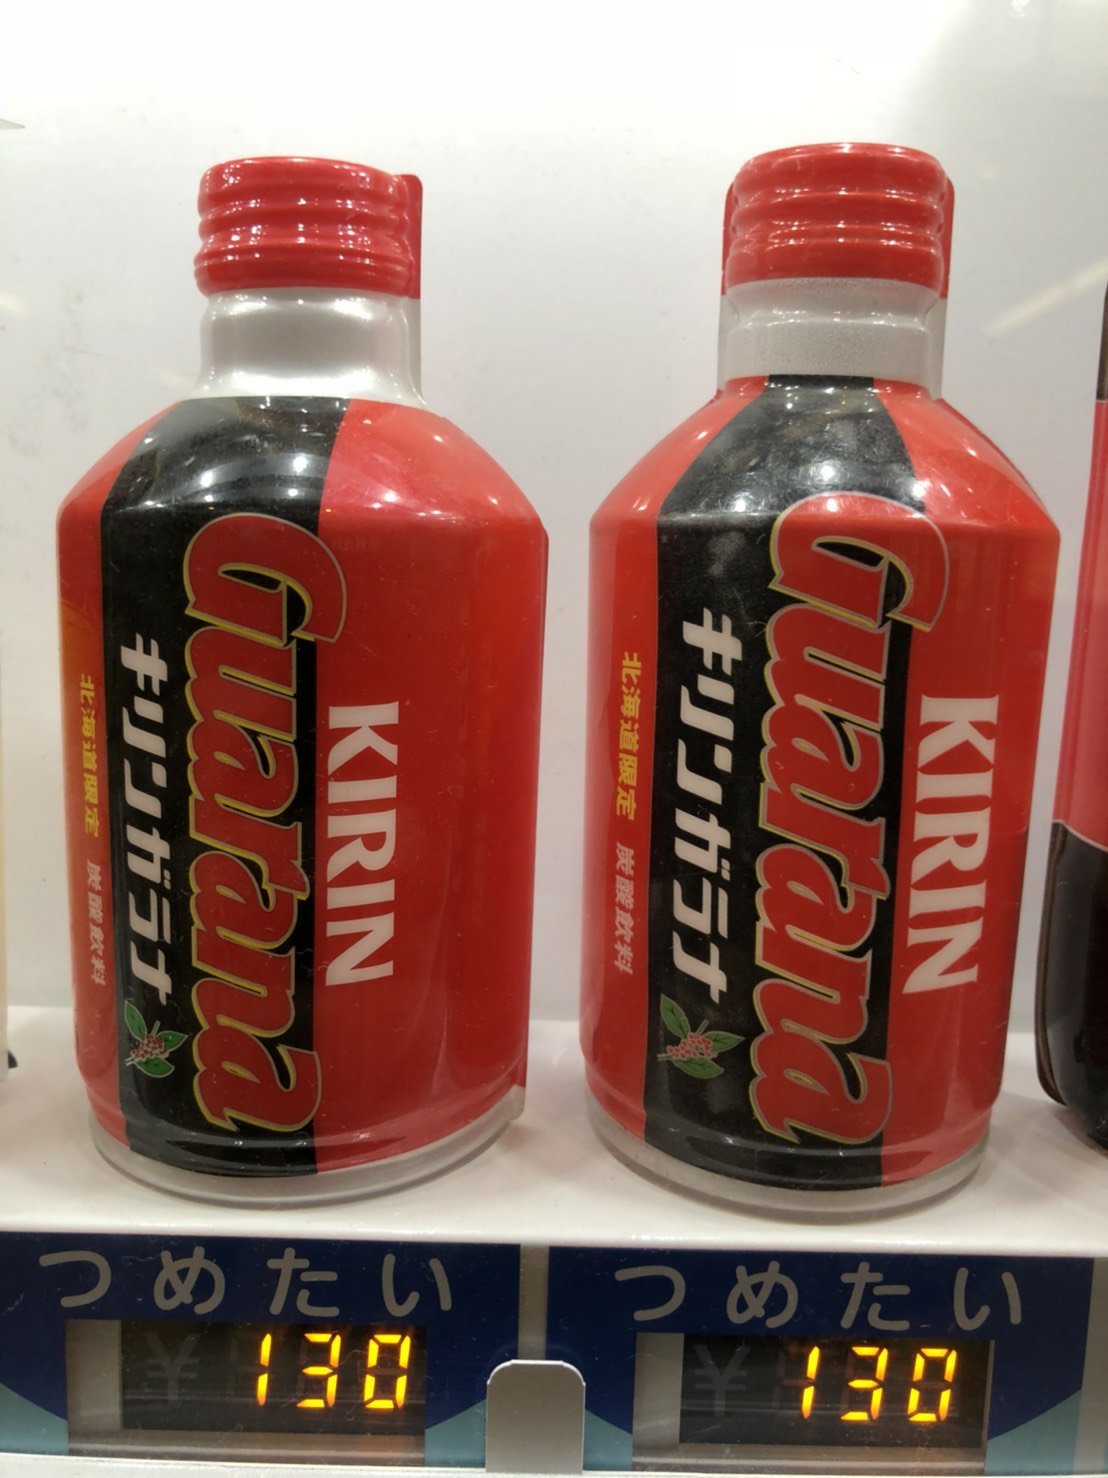 KIRIN
Guarana
キリンガラナ
北海道限定 炭酸飲料
KIRIN
Guarana
キリンガラナ
北海道限定 炭酸飲料
つめたい
¥ 130
つめたい
¥ 130